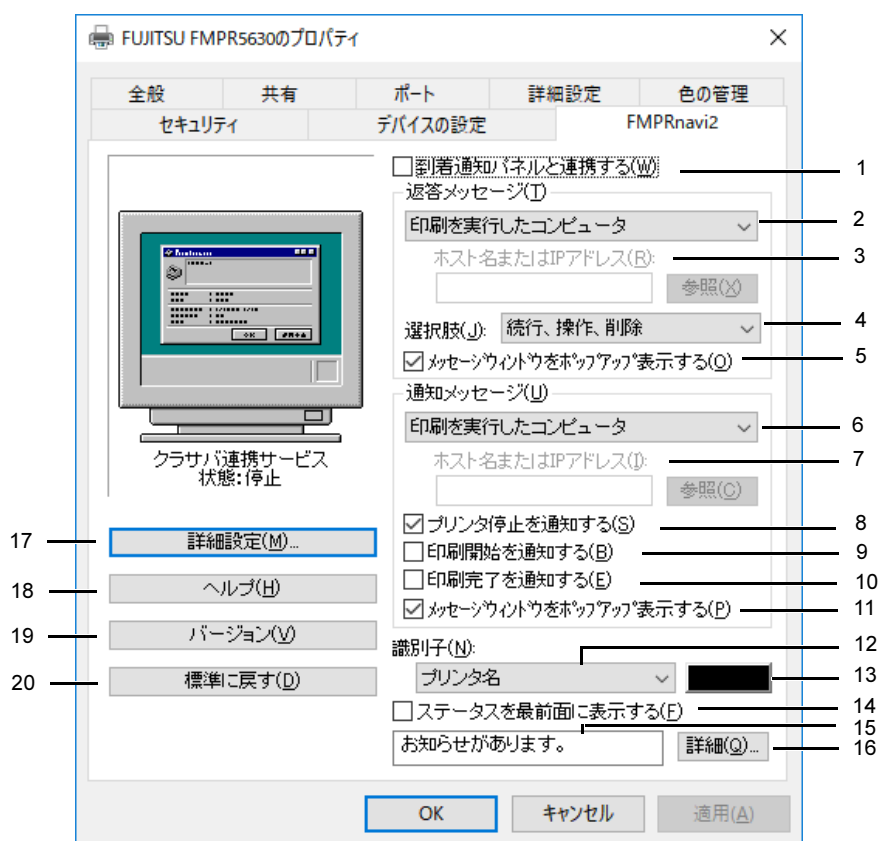 FUJITSU FMPR5630のプロパティ
全般 共有 ポート 詳細設定 色の管理
セキュリティ デバイスの設定 FMPRnavi2
到着通知パネルと連携する(W) 1
返答メッセージ(T)
印刷を実行したコンピュータ 2
ホスト名またはIPアドレス(R): 3
参照(X)
選択肢(J): 続行、操作、削除 4
メッセージウィンドウをポップアップ表示する(O) 5
通知メッセージ(U)
印刷を実行したコンピュータ 6
ホスト名またはIPアドレス(I): 7
参照(C)
クラサバ連携サービス
状態:停止
プリンタ停止を通知する(S) 8
印刷開始を通知する(B) 9
印刷完了を通知する(E) 10
メッセージウィンドウをポップアップ表示する(P) 11
17 詳細設定(M)...
18 ヘルプ(H)
19 バージョン(V)
20 標準に戻す(D)
識別子(N): 12
プリンタ名 13
ステータスを最前面に表示する(F) 14
15
お知らせがあります。 詳細(Q)... 16
OK キャンセル 適用(A)